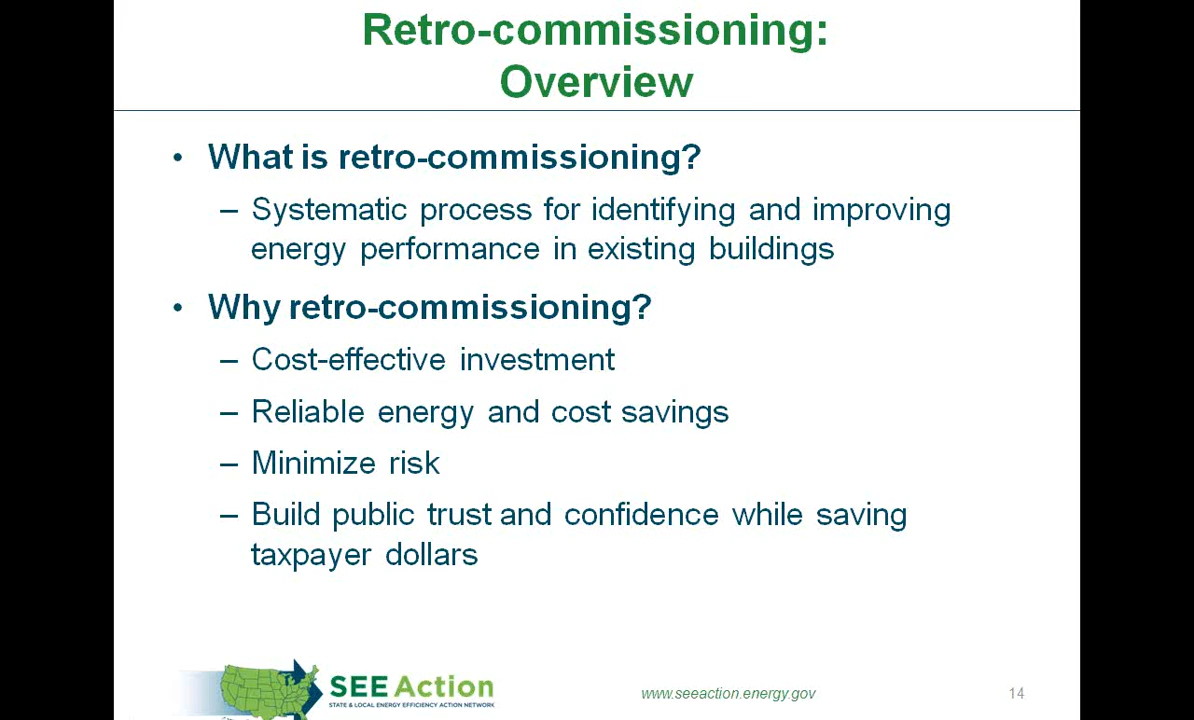 Retro-commissioning:
Overview
• What is retro-commissioning?
– Systematic process for identifying and improving
energy performance in existing buildings
• Why retro-commissioning?
– Cost-effective investment
– Reliable energy and cost savings
– Minimize risk
– Build public trust and confidence while saving
taxpayer dollars
SEE Action
STATE & LOCAL ENERGY EFFICIENCY ACTION NETWORK
www.seeaction.energy.gov
14